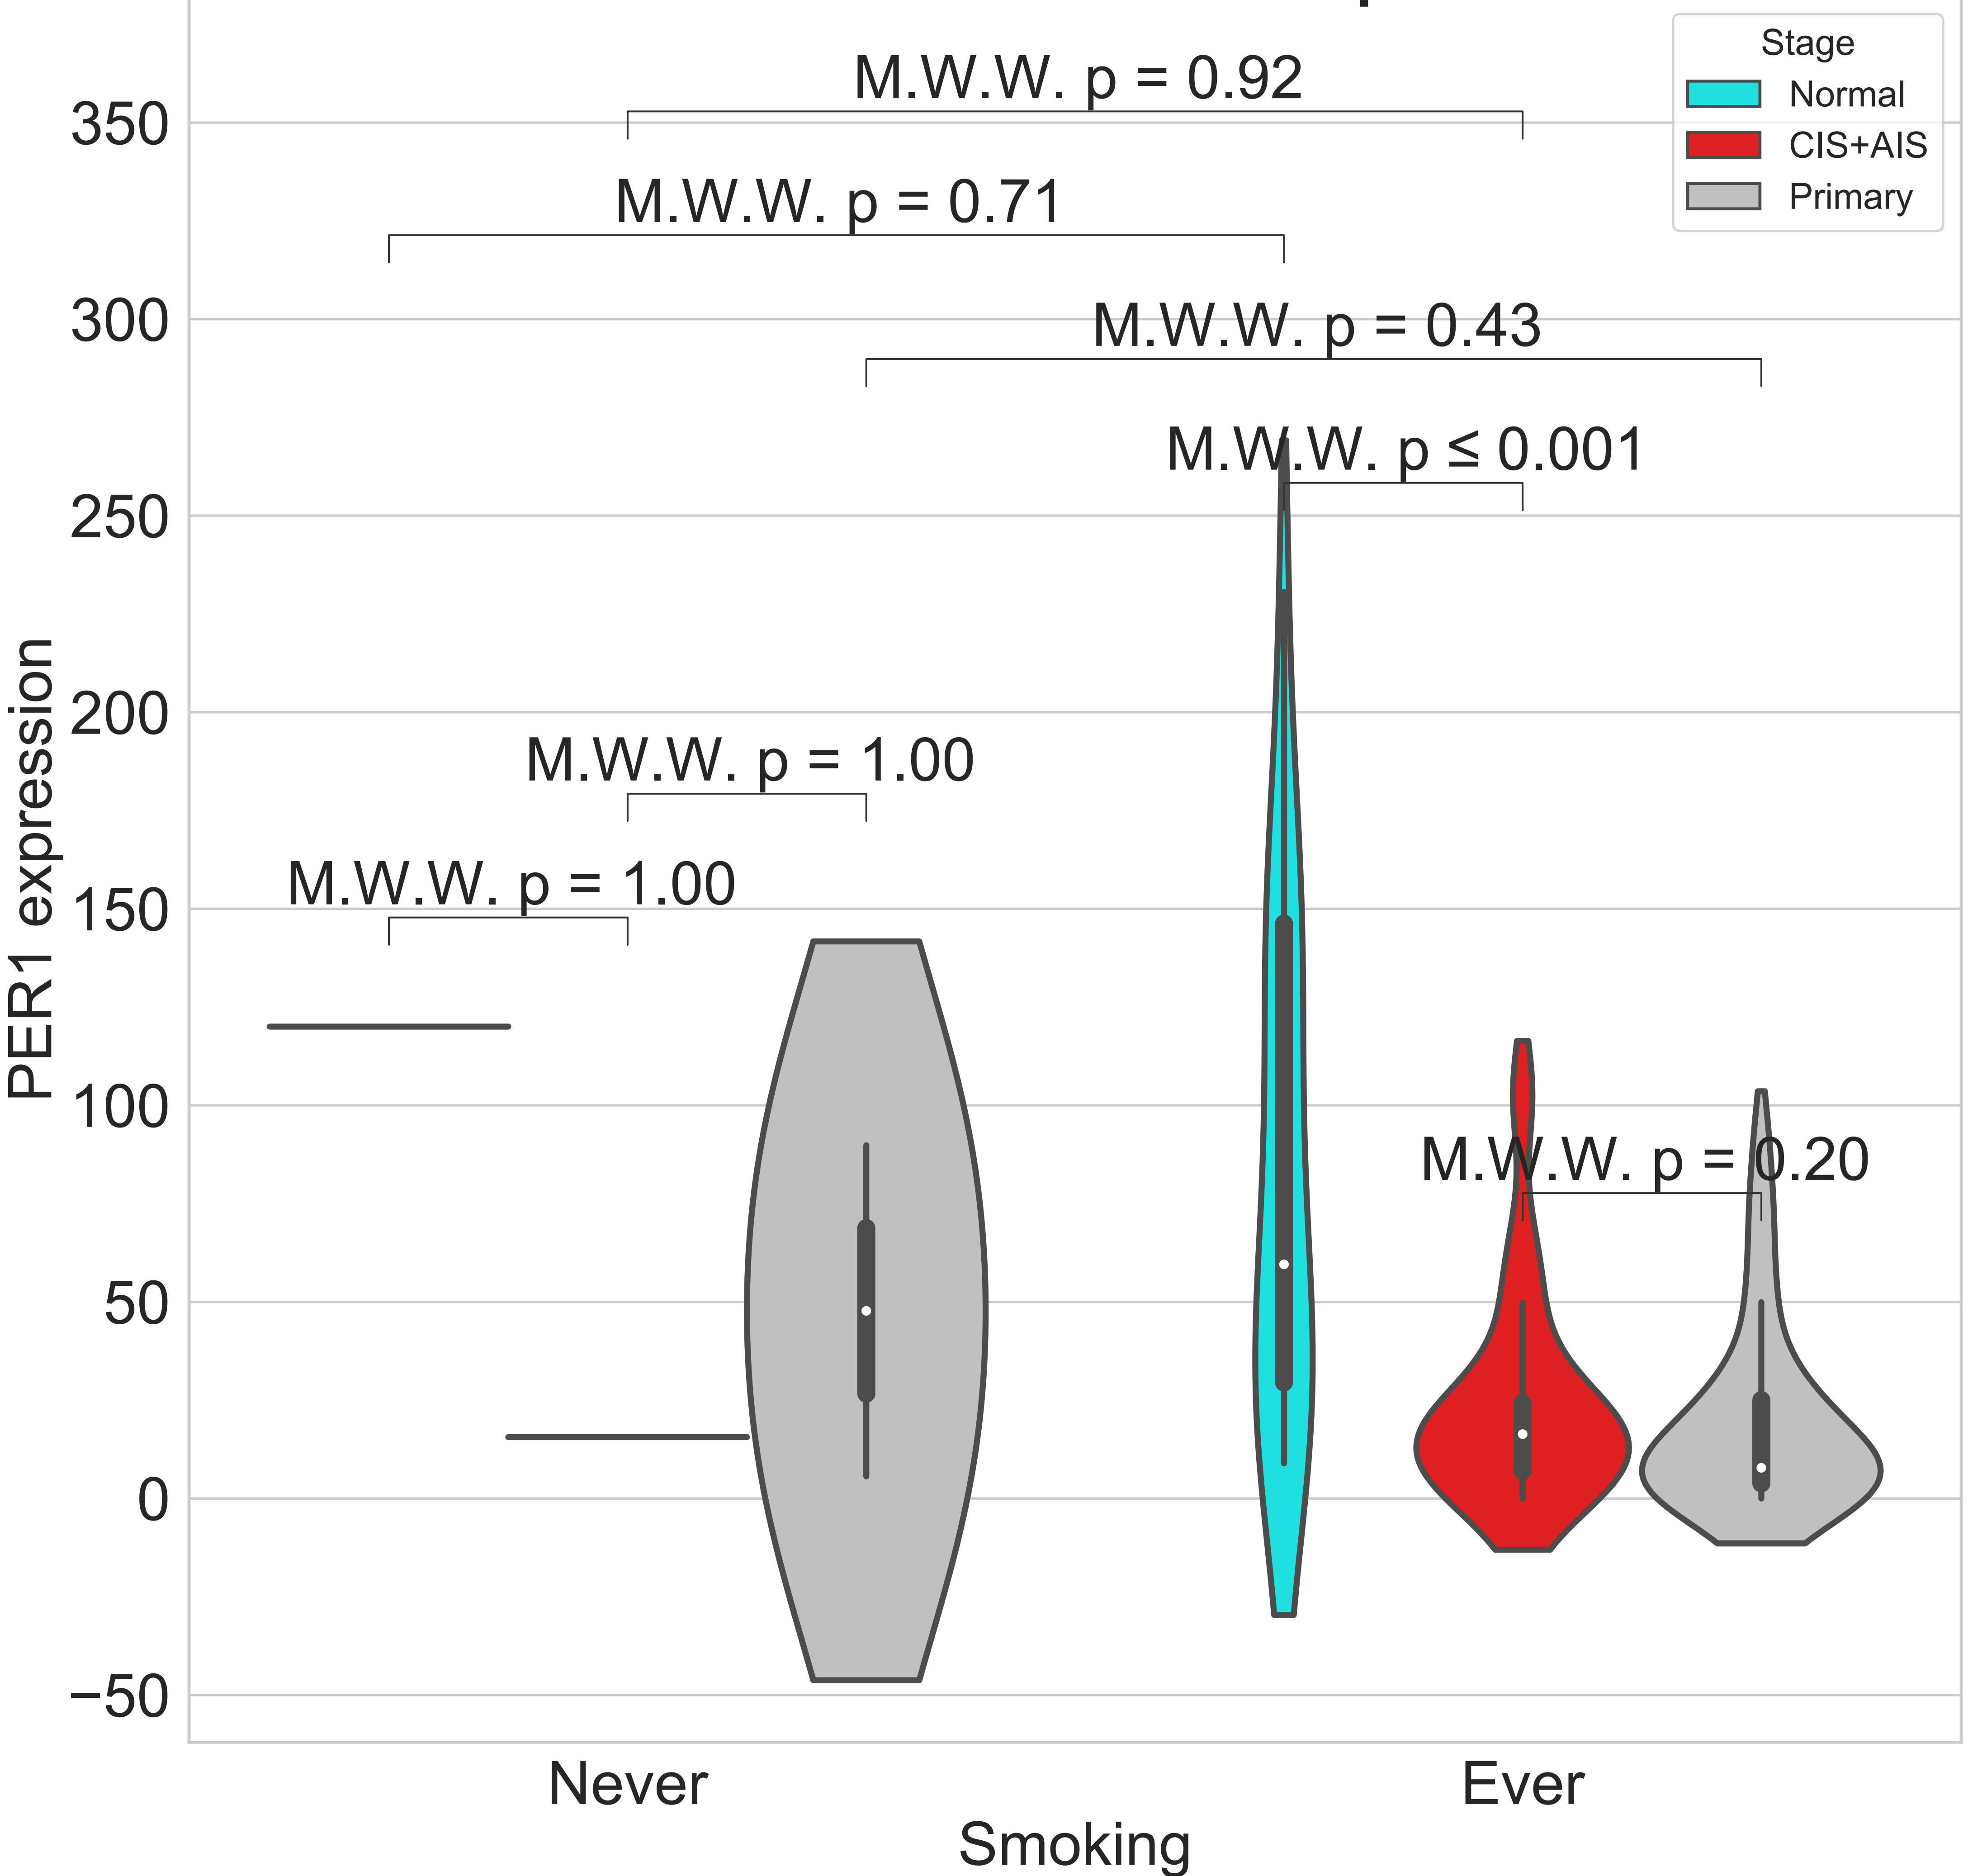 Stage
Normal
CIS+AIS
Primary
M.W.W. p = 0.92
M.W.W. p = 0.71
M.W.W. p = 0.43
M.W.W. p ≤ 0.001
M.W.W. p = 1.00
M.W.W. p = 1.00
M.W.W. p = 0.20
350
300
250
200
150
100
50
0
−50
PER1 expression
Never
Ever
Smoking